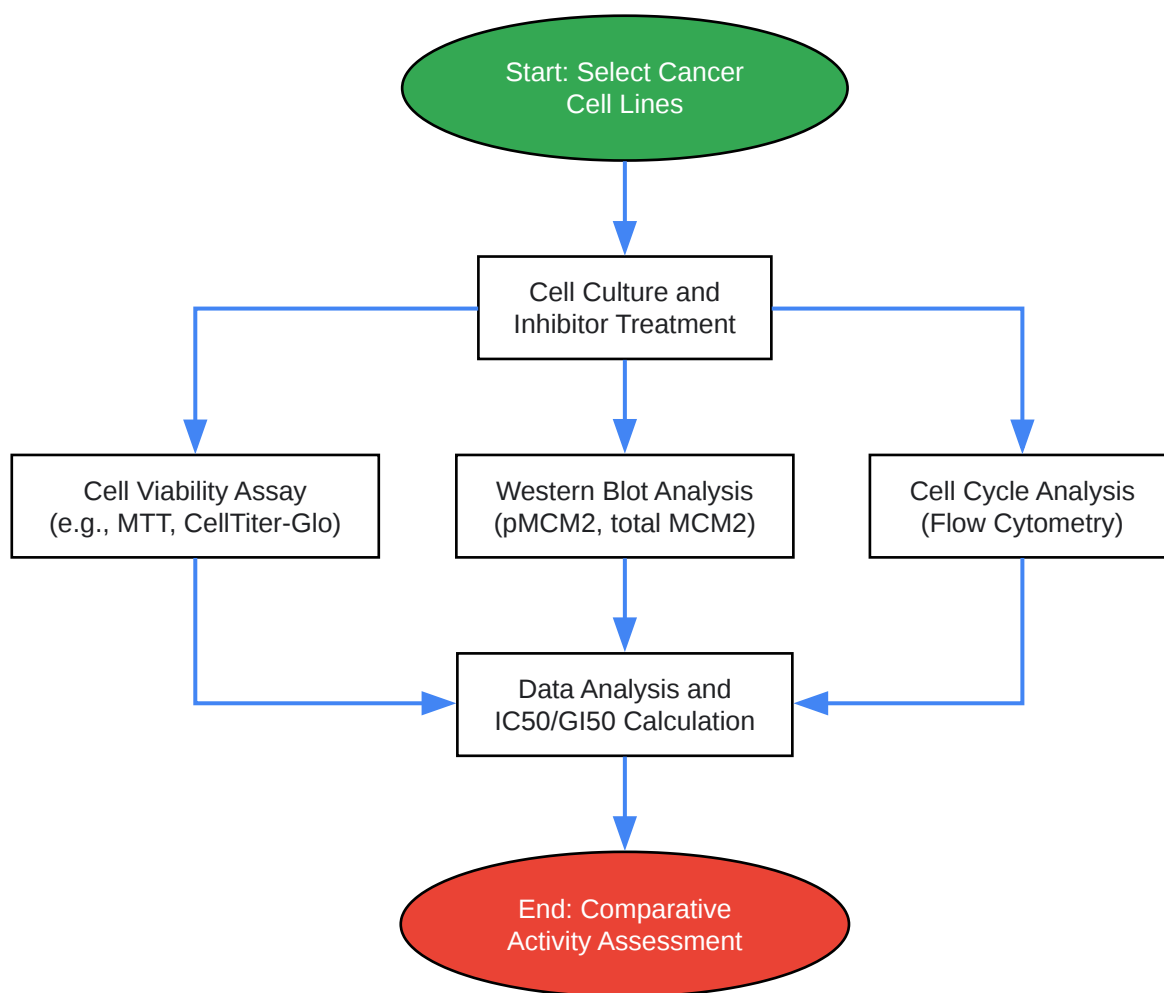 Start: Select Cancer
Cell Lines
Cell Culture and
Inhibitor Treatment
Cell Viability Assay
(e.g., MTT, CellTiter-Glo)
Western Blot Analysis
(pMCM2, total MCM2)
Cell Cycle Analysis
(Flow Cytometry)
Data Analysis and
IC50/GI50 Calculation
End: Comparative
Activity Assessment